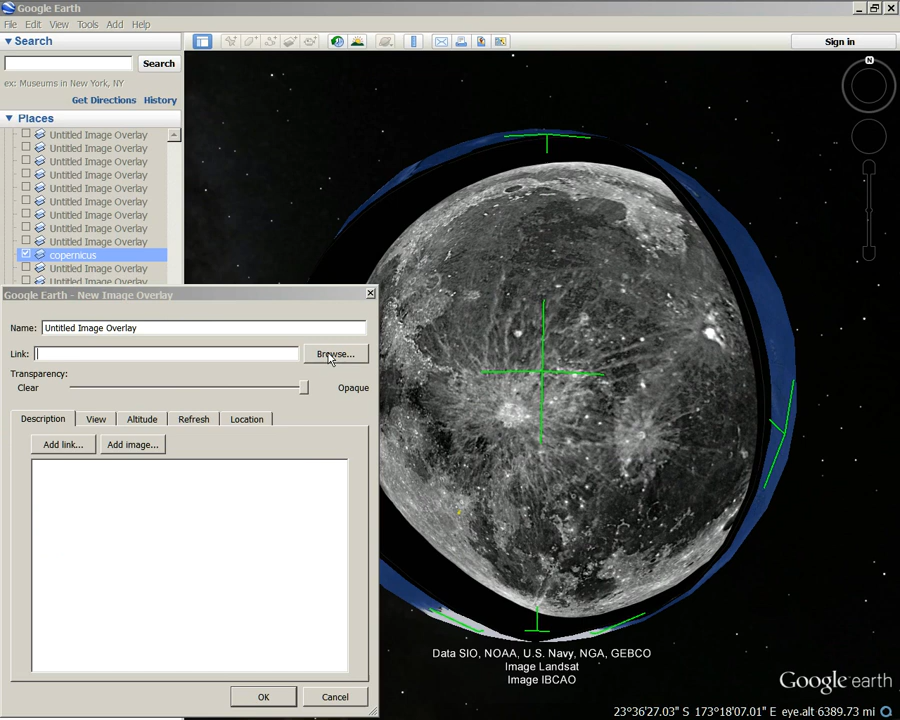 Google Earth
File Edit View Tools Add Help
Search
Sign in
Search
ex: Museums in New York, NY
Get Directions History
Places
N
Untitled Image Overlay
Untitled Image Overlay
Untitled Image Overlay
Untitled Image Overlay
Untitled Image Overlay
Untitled Image Overlay
Untitled Image Overlay
Untitled Image Overlay
Untitled Image Overlay
copernicus
Untitled Image Overlay
Untitled Image Overlay
Google Earth - New Image Overlay
Name: Untitled Image Overlay
Link: Browse...
Transparency:
Clear Opaque
Description View Altitude Refresh Location
Add link... Add image...
OK Cancel
Data SIO, NOAA, U.S. Navy, NGA, GEBCO
Image Landsat
Image IBCAO
Google earth
23°36'27.03" S 173°18'07.01" E eye alt 6389.73 mi